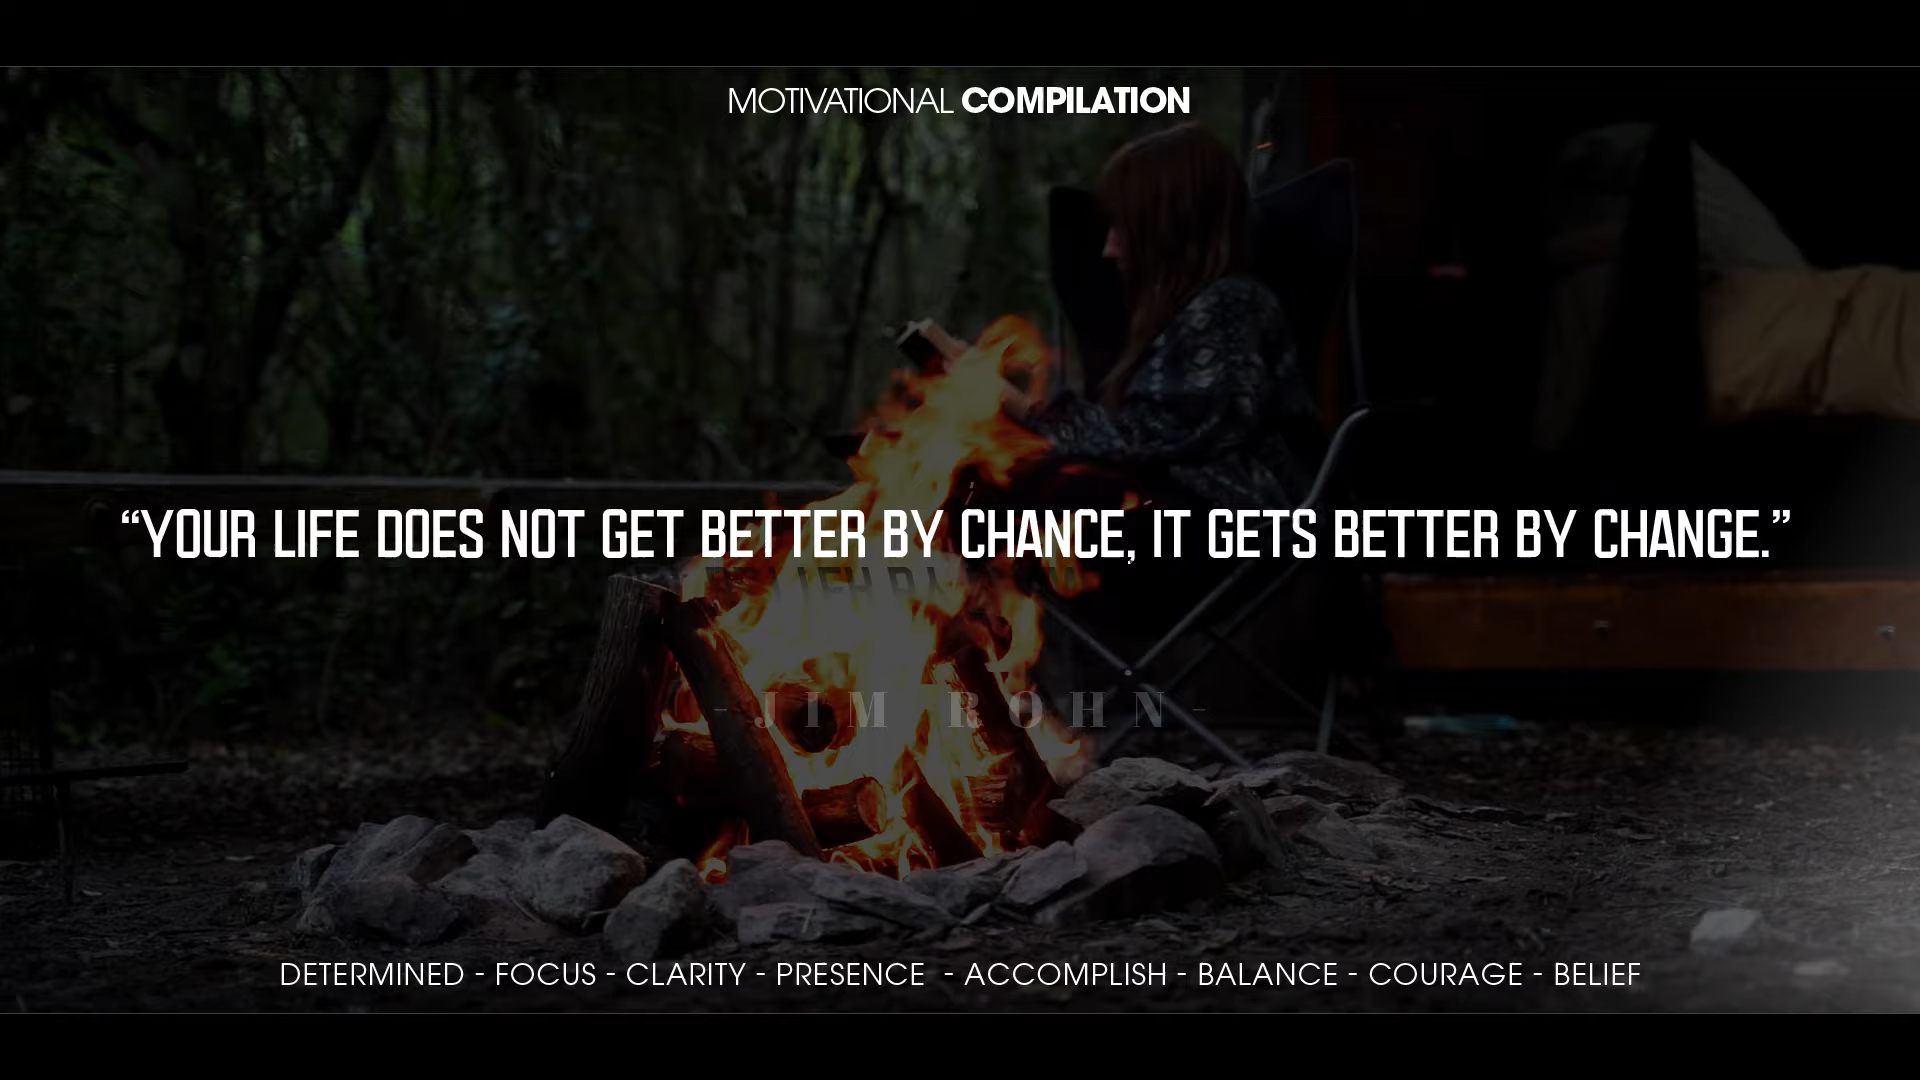 MOTIVATIONAL COMPILATION
“YOUR LIFE DOES NOT GET BETTER BY CHANCE, IT GETS BETTER BY CHANGE.”
- JIM ROHN -
DETERMINED - FOCUS - CLARITY - PRESENCE - ACCOMPLISH - BALANCE - COURAGE - BELIEF